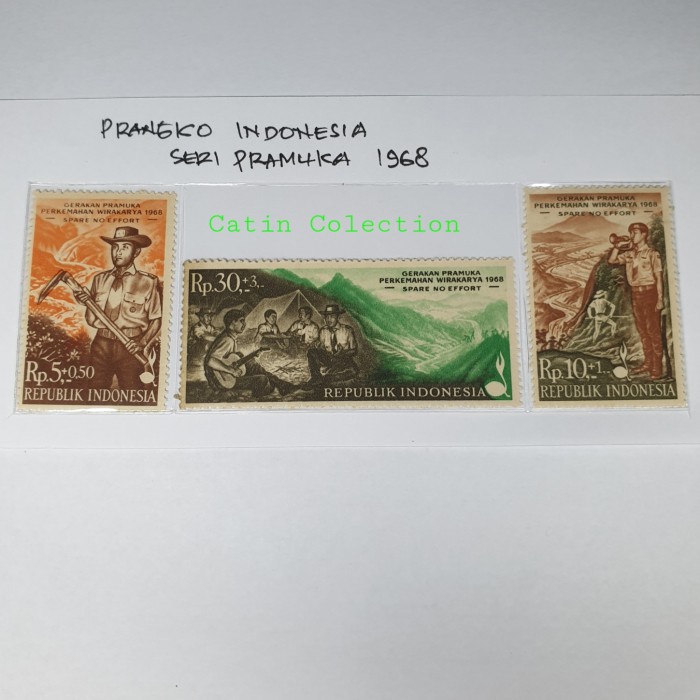 PRANGKO INDONESIA
SERI PRAMUKA 1968
Catin Colection
GERAKAN PRAMUKA
PERKEMAHAN WIRAKARYA 1968
SPARE NO EFFORT
Rp.5,+0.50
REPUBLIK INDONESIA
Rp.30,+3,-
GERAKAN PRAMUKA
PERKEMAHAN WIRAKARYA 1968
SPARE NO EFFORT
REPUBLIK INDONESIA
GERAKAN PRAMUKA
PERKEMAHAN WIRAKARYA 1968
SPARE NO EFFORT
Rp.10,+1,-
REPUBLIK INDONESIA